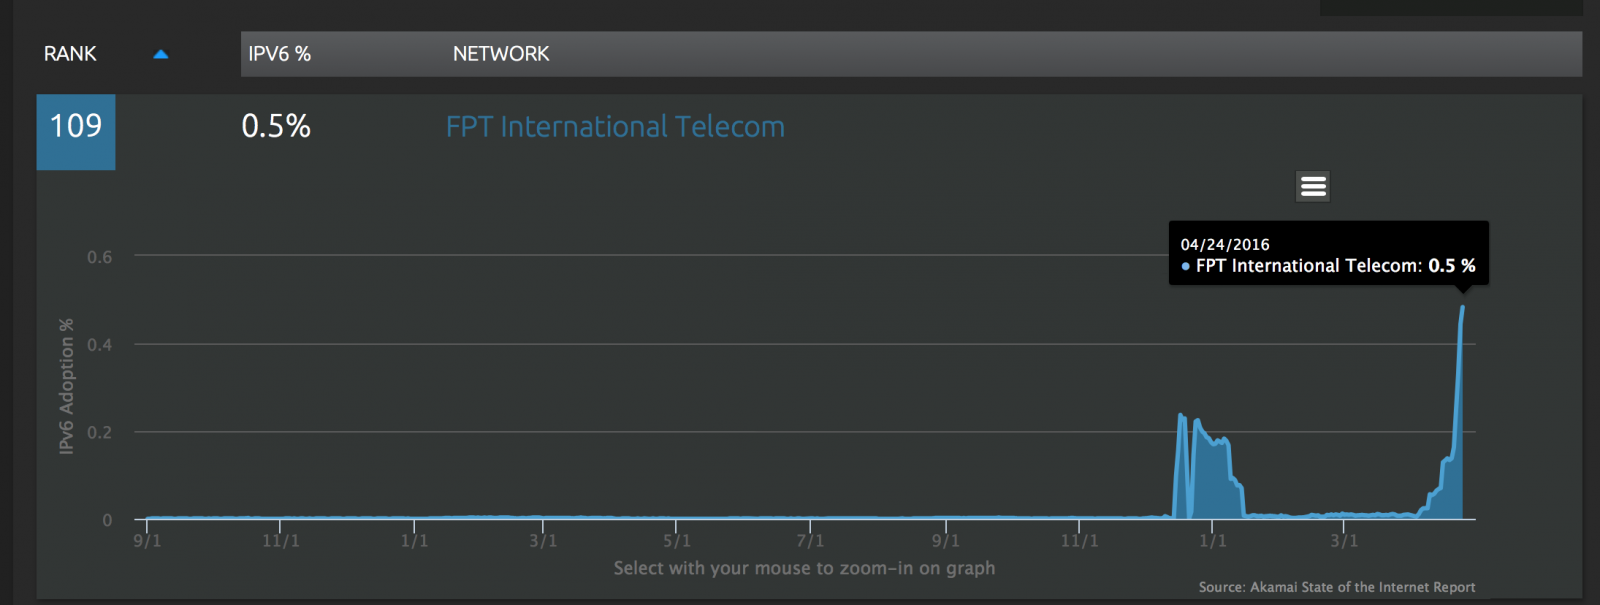 RANK IPV6 % NETWORK
109 0.5% FPT International Telecom
04/24/2016
FPT International Telecom: 0.5 %
IPv6 Adoption %
0.6
0.4
0.2
0
9/1 11/1 1/1 3/1 5/1 7/1 9/1 11/1 1/1 3/1
Select with your mouse to zoom-in on graph
Source: Akamai State of the Internet Report